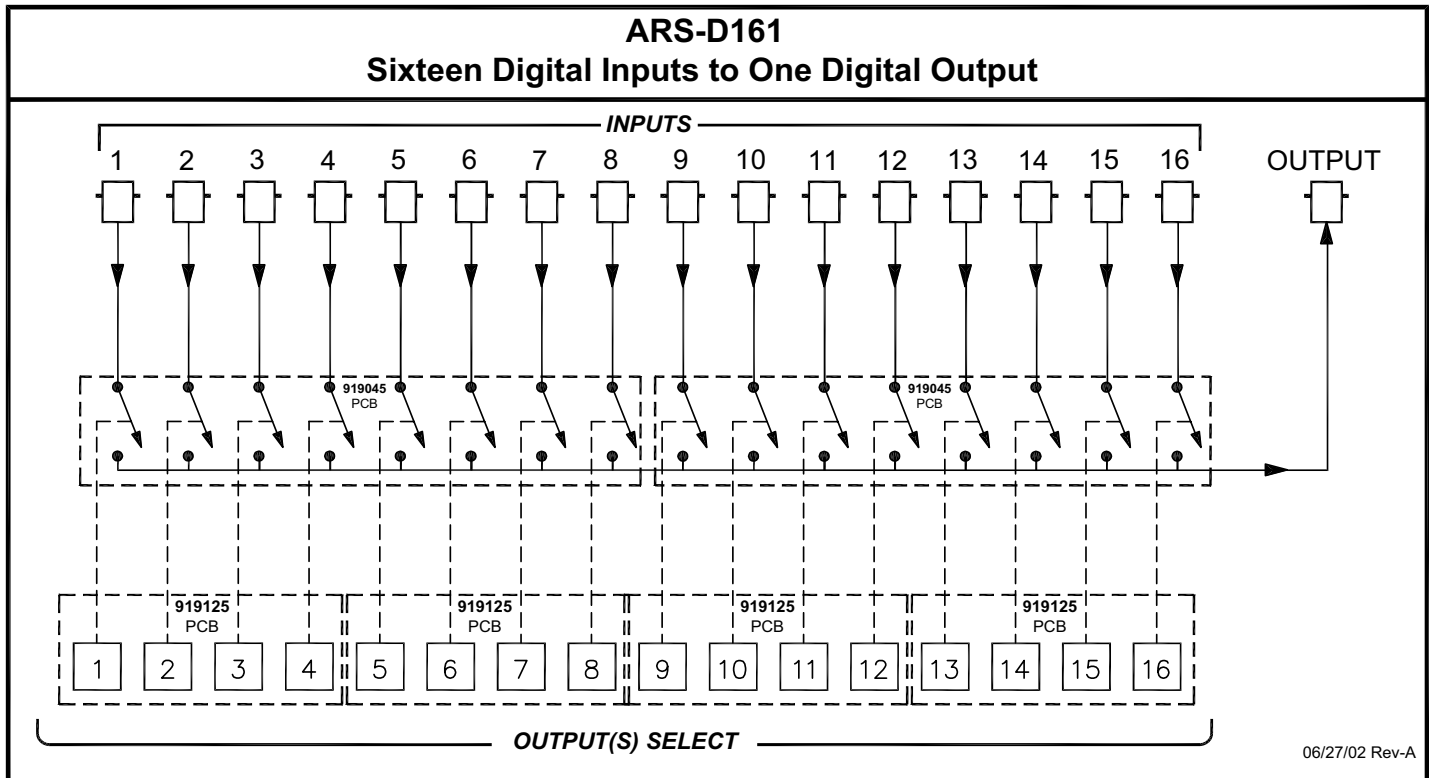 ARS-D161
Sixteen Digital Inputs to One Digital Output
INPUTS
1 2 3 4 5 6 7 8 9 10 11 12 13 14 15 16 OUTPUT
919045 919045
PCB PCB
919125 919125 919125 919125
PCB PCB PCB PCB
1 2 3 4 5 6 7 8 9 10 11 12 13 14 15 16
OUTPUT(S) SELECT
06/27/02 Rev-A